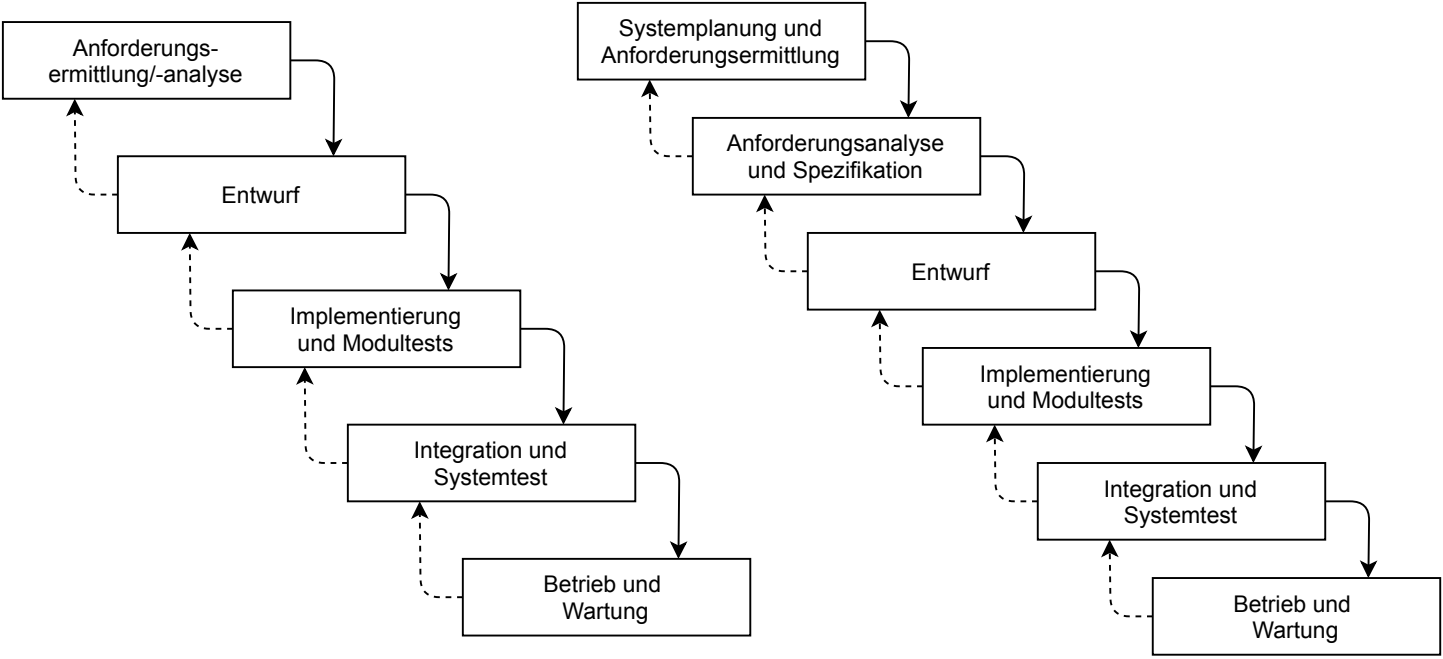 Anforderungs-
ermittlung/-analyse
Entwurf
Implementierung
und Modultests
Integration und
Systemtest
Betrieb und
Wartung
Systemplanung und
Anforderungsermittlung
Anforderungsanalyse
und Spezifikation
Entwurf
Implementierung
und Modultests
Integration und
Systemtest
Betrieb und
Wartung